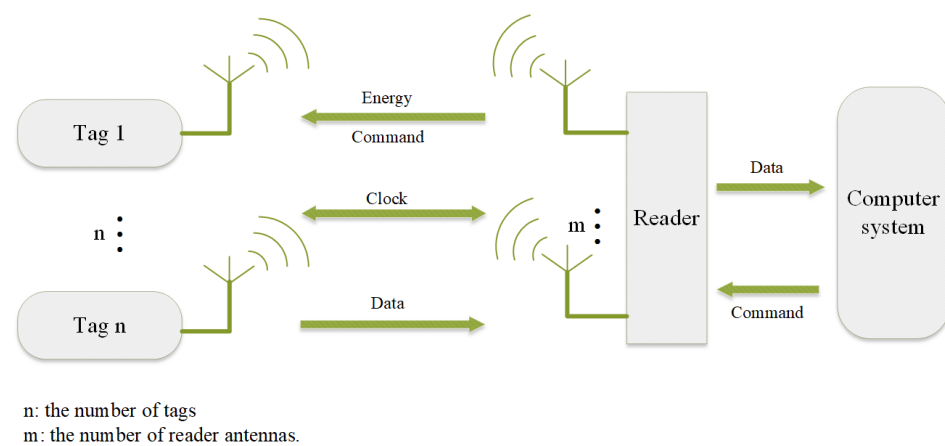 Tag 1
Energy
Command
Clock
n
m
Reader
Data
Computer
system
Command
Tag n
Data
n: the number of tags
m: the number of reader antennas.